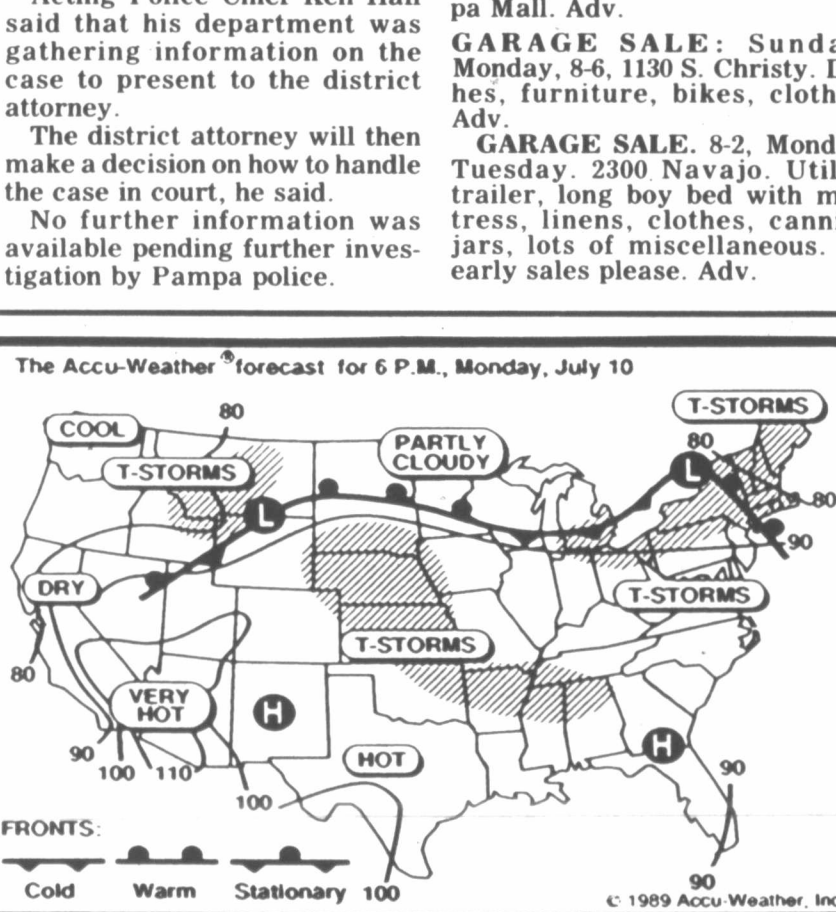 Acting Police Chief Ken Hall
said that his department was
gathering information on the
case to present to the district
attorney.
The district attorney will then
make a decision on how to handle
the case in court, he said.
No further information was
available pending further inves-
tigation by Pampa police.
pa Mall. Adv.
GARAGE SALE: Sunda
Monday, 8-6, 1130 S. Christy. D
hes, furniture, bikes, cloth
Adv.
GARAGE SALE. 8-2, Mond
Tuesday. 2300 Navajo. Util
trailer, long boy bed with m
tress, linens, clothes, cann
jars, lots of miscellaneous.
early sales please. Adv.
The Accu-Weather® forecast for 6 P.M., Monday, July 10
COOL
80
T-STORMS
PARTLY
CLOUDY
T-STORMS
80
80
90
L
L
DRY
T-STORMS
T-STORMS
80
VERY
HOT
H
H
HOT
90
100
110
100
90
FRONTS:
Cold
Warm
Stationary
100
90
© 1989 Accu-Weather, Inc